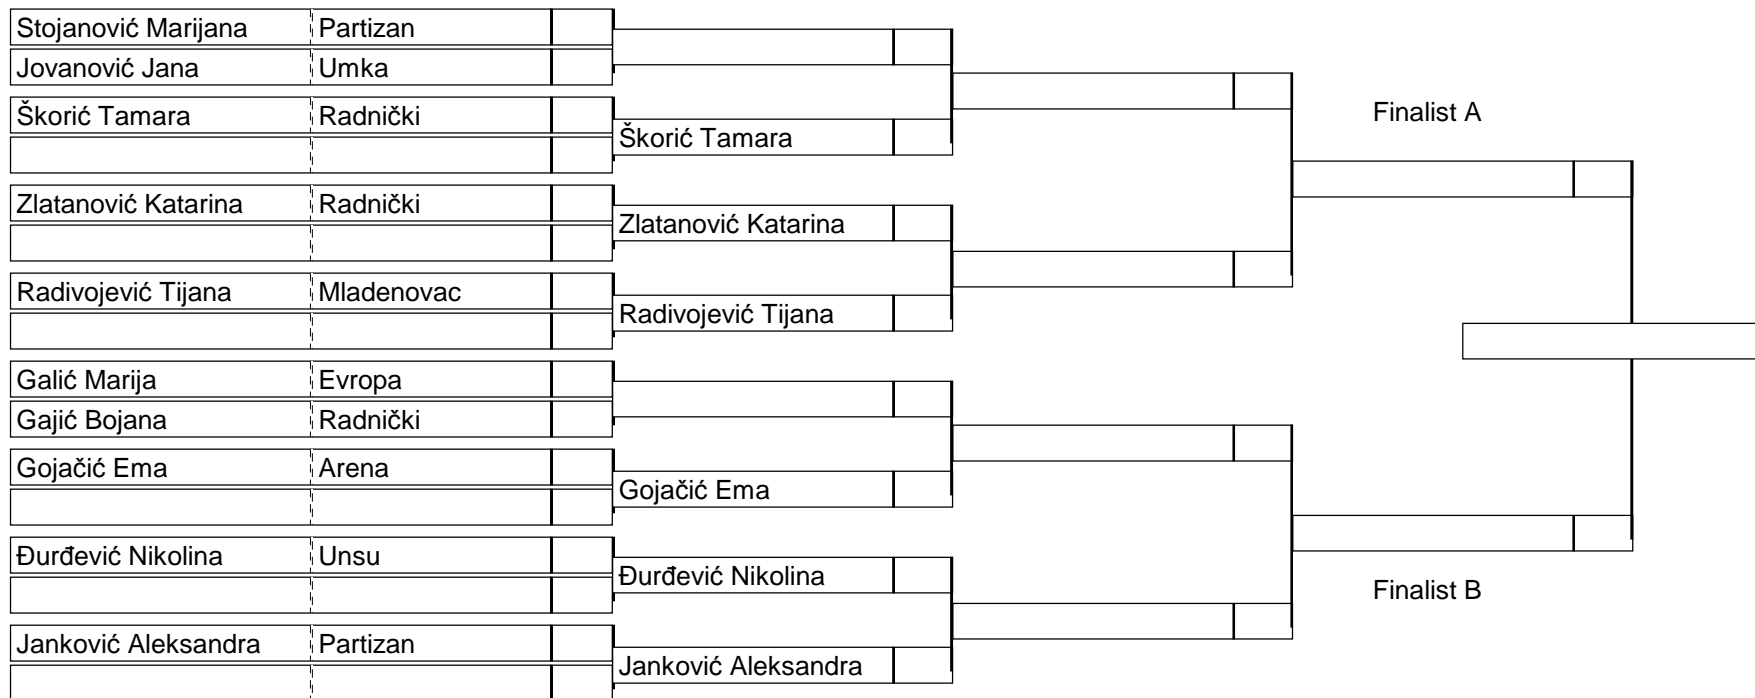 Stojanović Marijana Partizan
Jovanović Jana Umka
Škorić Tamara Radnički
Škorić Tamara
Zlatanović Katarina Radnički
Zlatanović Katarina
Radivojević Tijana Mladenovac
Radivojević Tijana
Galić Marija Evropa
Gajić Bojana Radnički
Gojačić Ema Arena
Gojačić Ema
Đurđević Nikolina Unsu
Đurđević Nikolina
Janković Aleksandra Partizan
Janković Aleksandra
Finalist A
Finalist B